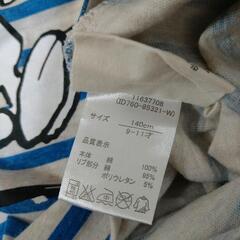 11637708
(ID760-95321-W)
サイズ 140cm
9-11才
品質表示
本体 綿 100%
リブ部分 綿 95%
ポリウレタン 5%